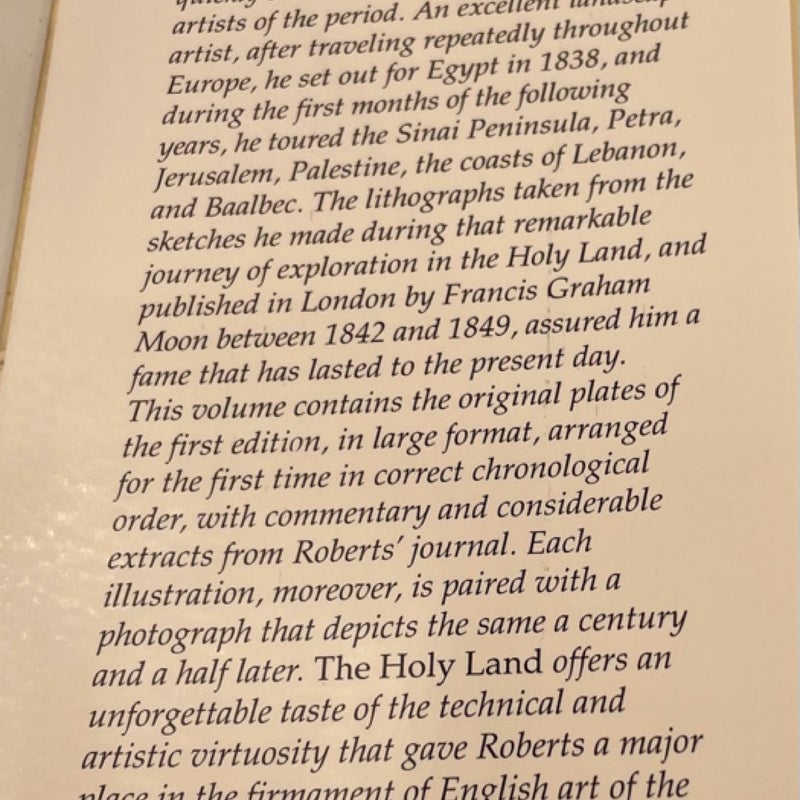 artists of the period. An excellent landscap
artist, after traveling repeatedly throughout
Europe, he set out for Egypt in 1838, and
during the first months of the following
years, he toured the Sinai Peninsula, Petra,
Jerusalem, Palestine, the coasts of Lebanon,
and Baalbec. The lithographs taken from the
sketches he made during that remarkable
journey of exploration in the Holy Land, and
published in London by Francis Graham
Moon between 1842 and 1849, assured him a
fame that has lasted to the present day.
This volume contains the original plates of
the first edition, in large format, arranged
for the first time in correct chronological
order, with commentary and considerable
extracts from Roberts' journal. Each
illustration, moreover, is paired with a
photograph that depicts the same a century
and a half later. The Holy Land offers an
unforgettable taste of the technical and
artistic virtuosity that gave Roberts a major
place in the firmament of English art of the